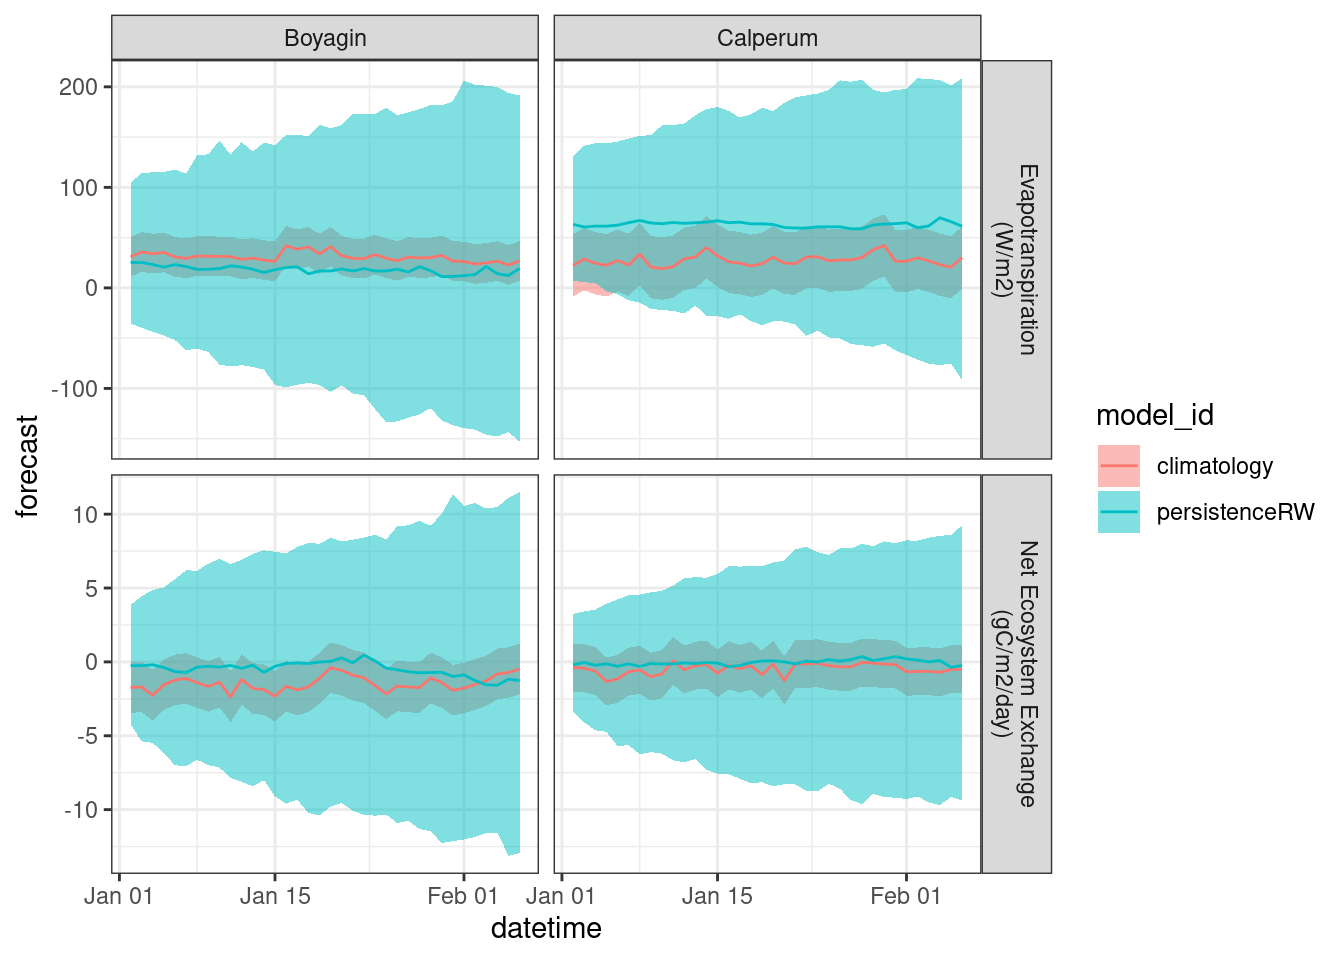 Boyagin
Calperum
200
100
0
-100
Evapotranspiration
(W/m2)
forecast
10
5
0
-5
-10
Net Ecosystem Exchange
(gC/m2/day)
Jan 01
Jan 15
Feb 01
Jan 01
Jan 15
Feb 01
datetime
model_id
climatology
persistenceRW